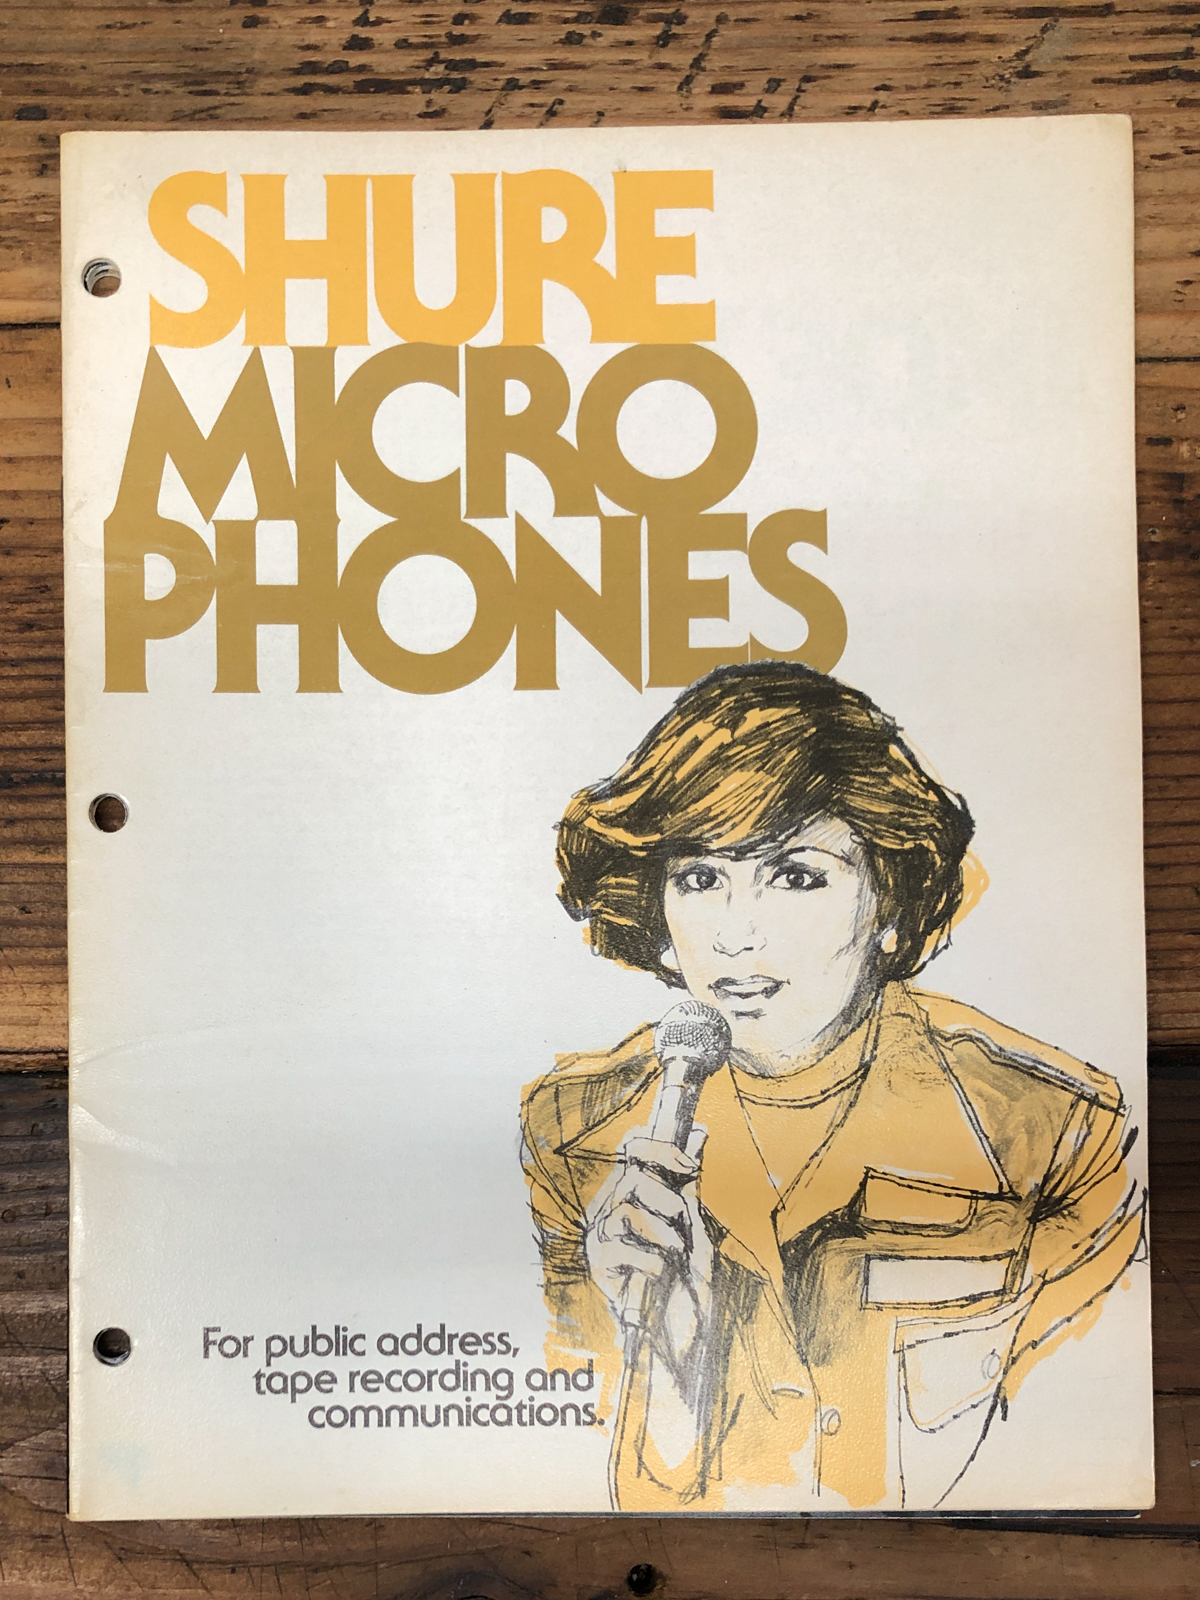 SHURE
MICRO
PHONES
For public address,
tape recording and
communications.